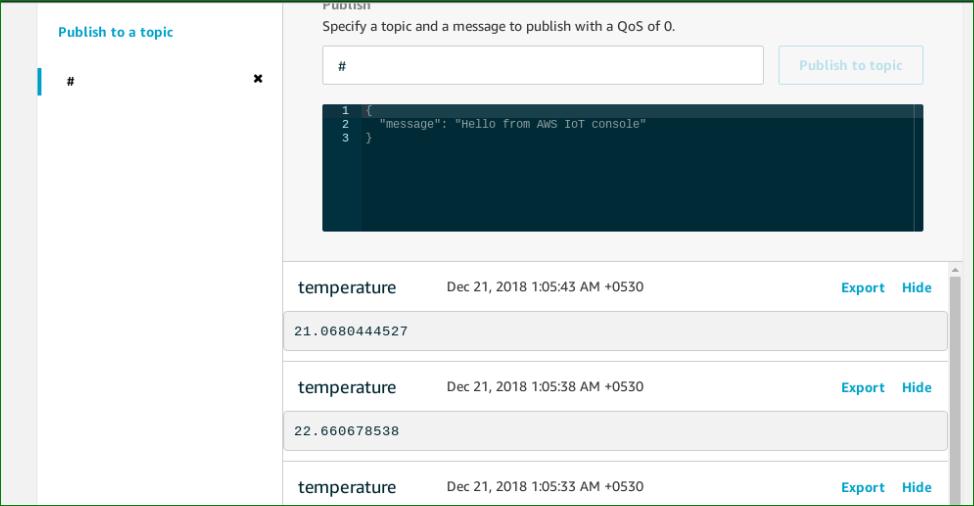 Publish
Publish to a topic
Specify a topic and a message to publish with a QoS of 0.
#
#
Publish to topic
1 {
2 "message": "Hello from AWS IoT console"
3 }
temperature Dec 21, 2018 1:05:43 AM +0530 Export Hide
21.0680444527
temperature Dec 21, 2018 1:05:38 AM +0530 Export Hide
22.660678538
temperature Dec 21, 2018 1:05:33 AM +0530 Export Hide